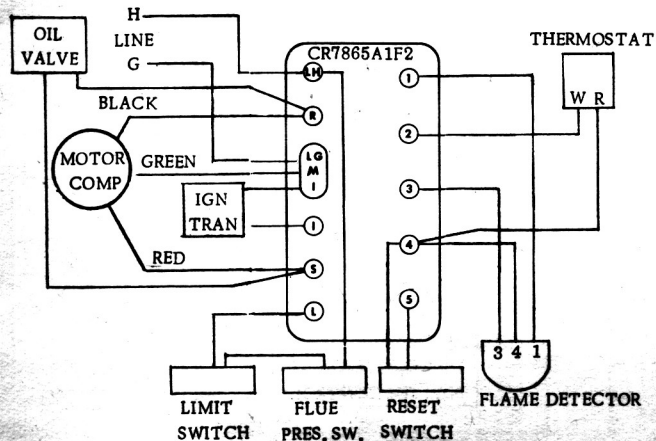 H
OIL
VALVE
LINE
G
CR7865A1F2
THERMOSTAT
W R
LH
R
LG
M
I
I
S
L
1
2
3
4
5
BLACK
MOTOR
COMP
GREEN
IGN
TRAN
RED
3 4 1
FLAME DETECTOR
LIMIT
SWITCH
FLUE
PRES. SW.
RESET
SWITCH